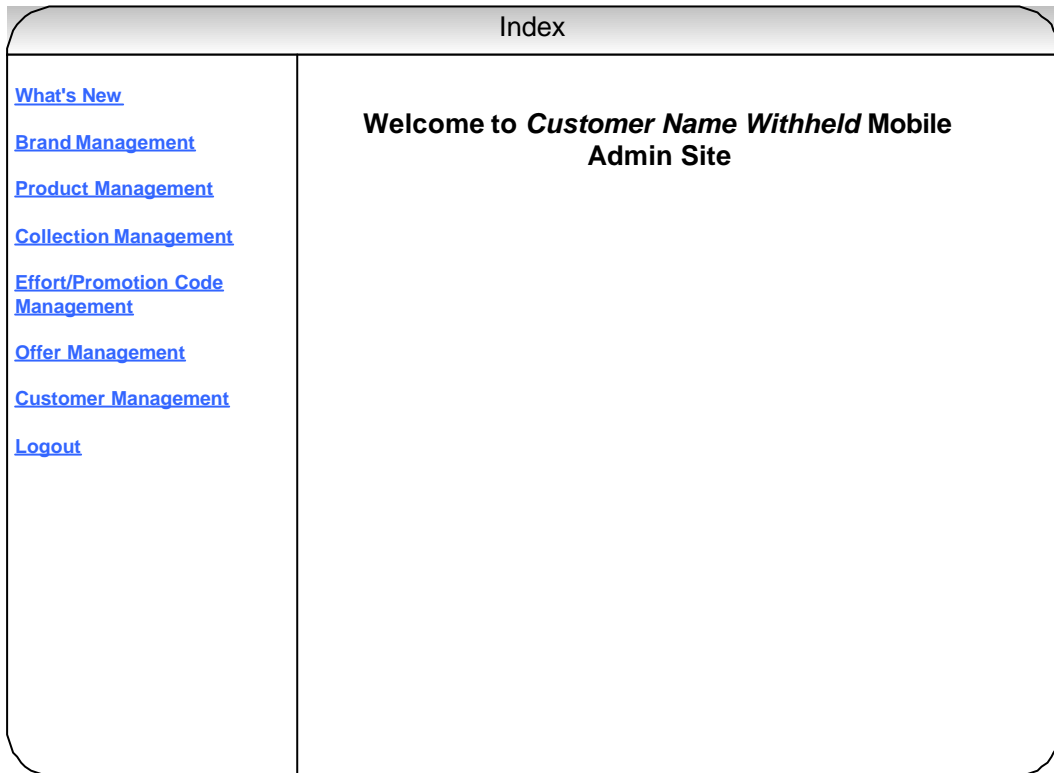 Index
What's New
Brand Management
Product Management
Collection Management
Effort/Promotion Code
Management
Offer Management
Customer Management
Logout
Welcome to Customer Name Withheld Mobile
Admin Site